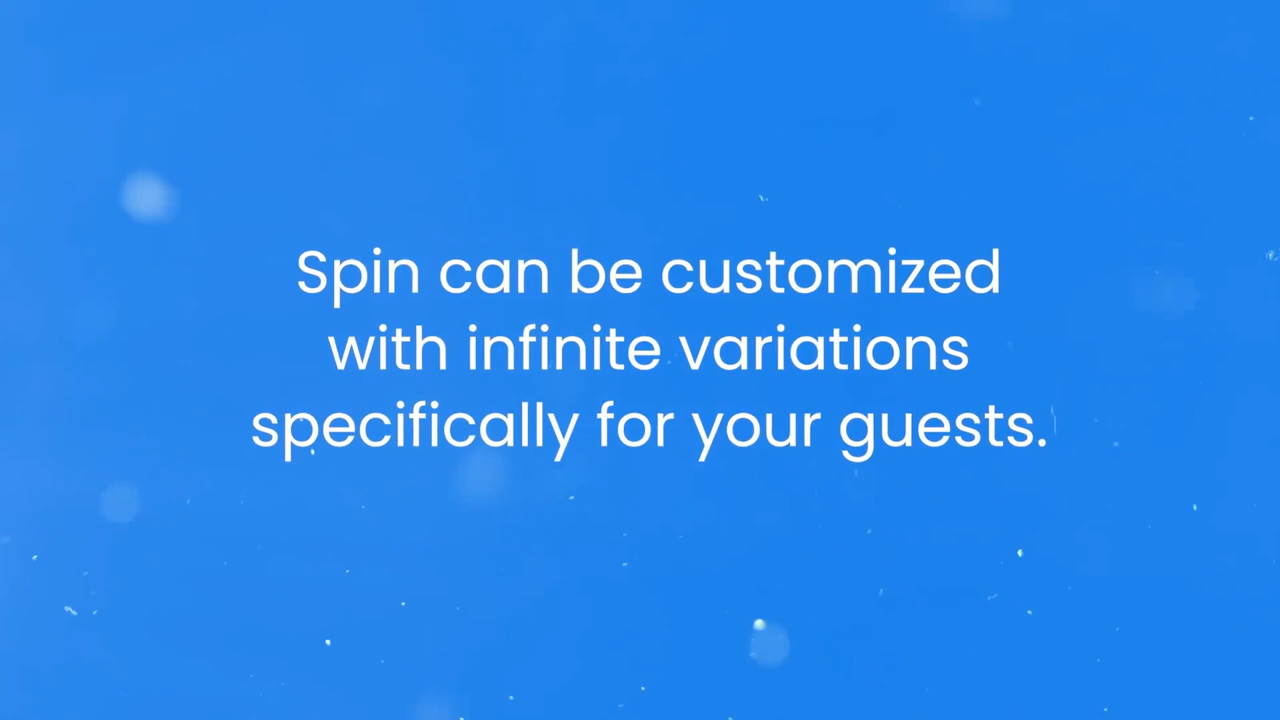 Spin can be customized
with infinite variations
specifically for your guests.